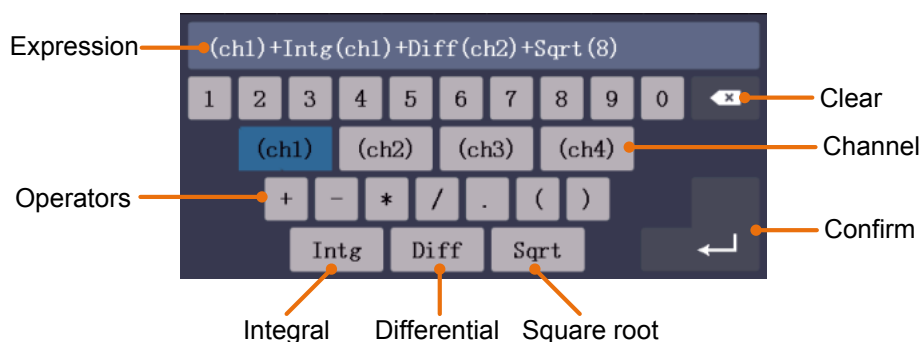 Expression
(ch1)+Intg(ch1)+Diff(ch2)+Sqrt(8)
1 2 3 4 5 6 7 8 9 0
Clear
(ch1) (ch2) (ch3) (ch4)
Channel
Operators
+ - * / . ( )
Confirm
Intg Diff Sqrt
Integral Differential Square root